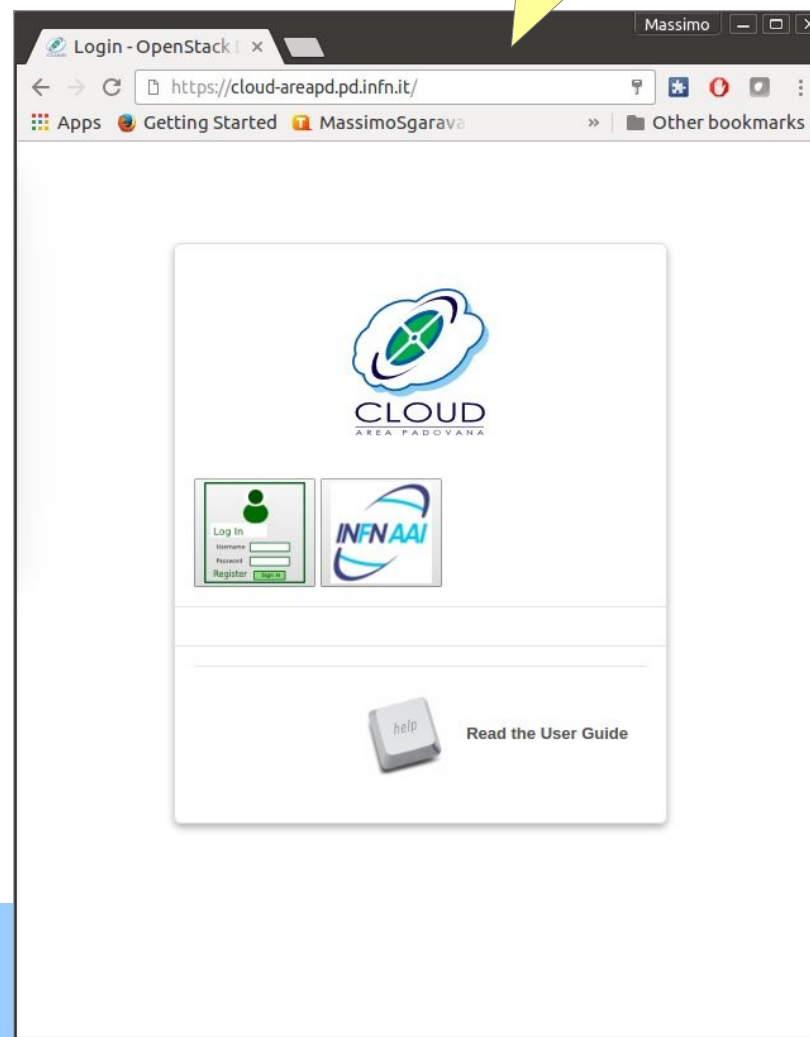 Massimo
Login - OpenStack
https://cloud-areapd.pd.infn.it/
Apps Getting Started MassimoSgarava » Other bookmarks
CLOUD
AREA PADOVANA
Log In
Username
Password
Register Sign In
INFN AAI
help
Read the User Guide